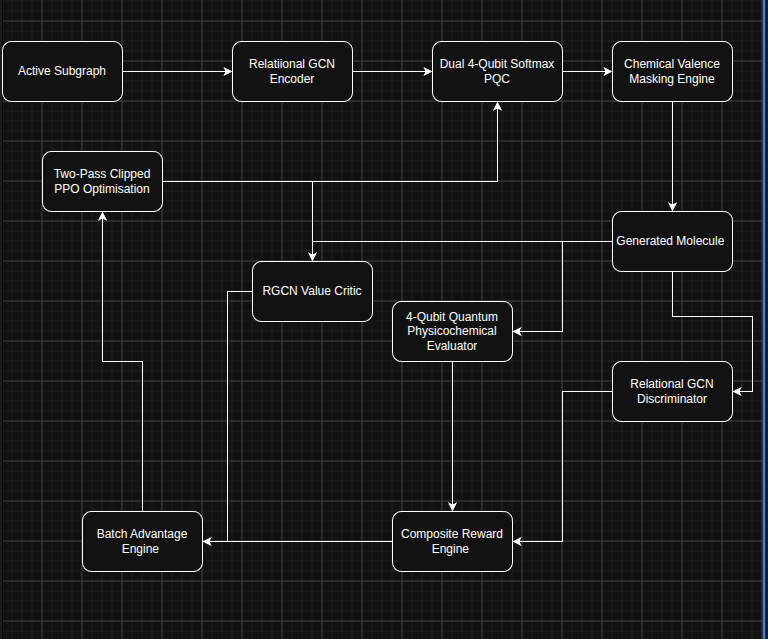 Active Subgraph
Relatiional GCN
Encoder
Dual 4-Qubit Softmax
PQC
Chemical Valence
Masking Engine
Two-Pass Clipped
PPO Optimisation
Generated Molecule
RGCN Value Critic
4-Qubit Quantum
Physicochemical
Evaluator
Relational GCN
Discriminator
Batch Advantage
Engine
Composite Reward
Engine